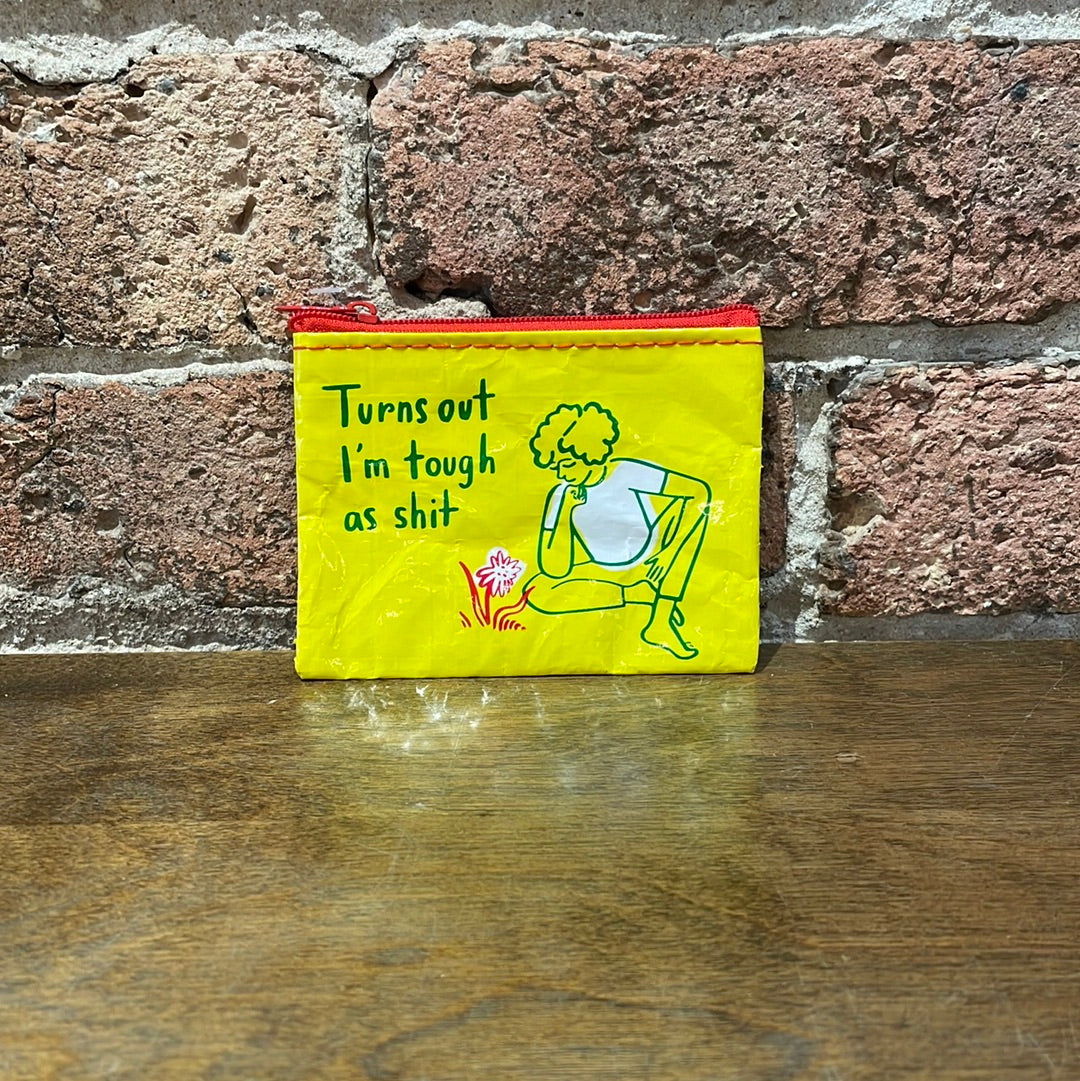 Turns out
I'm tough
as shit